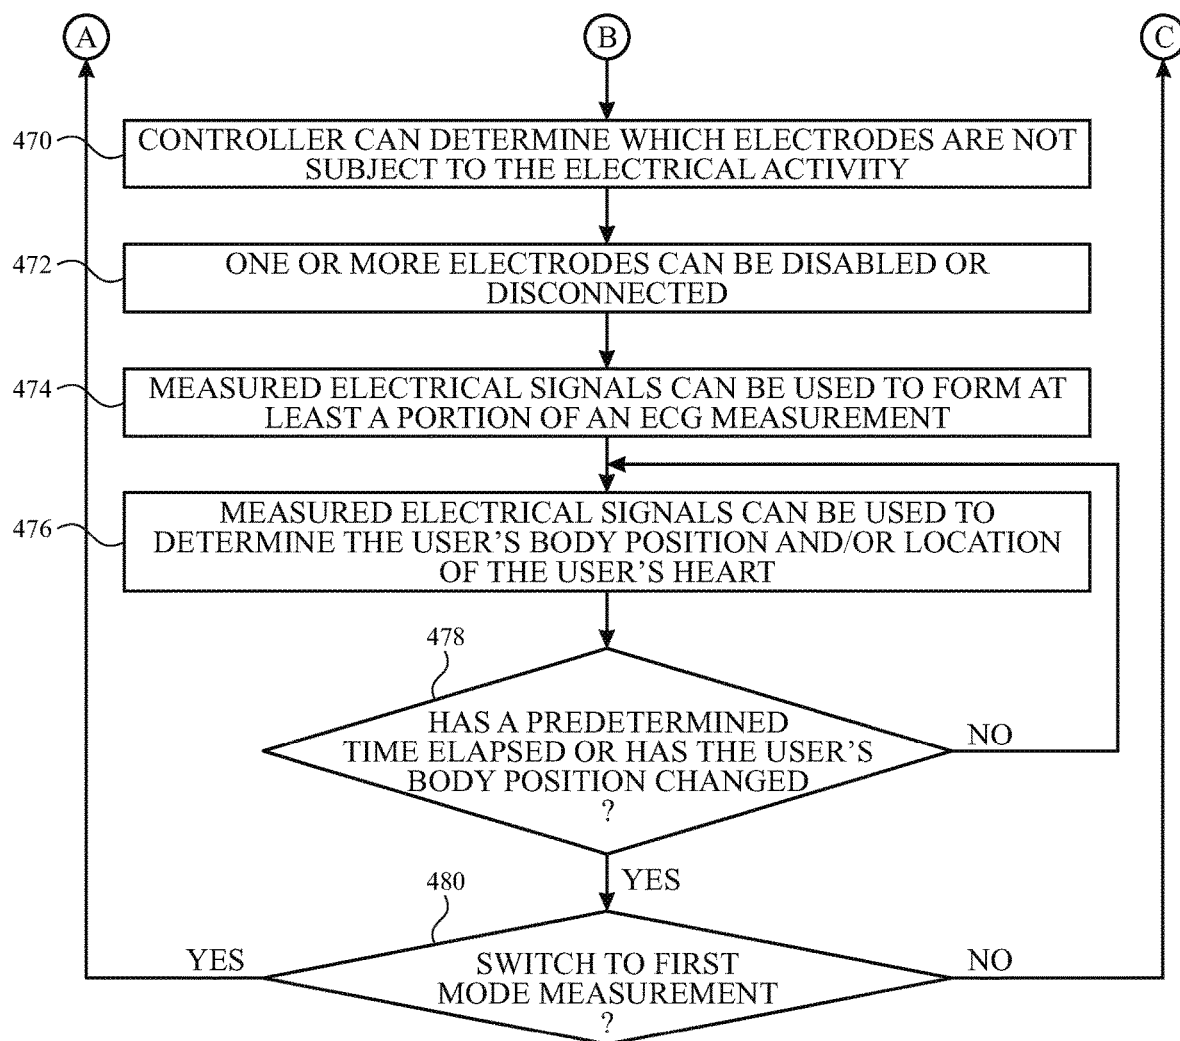 A
B
C
470
CONTROLLER CAN DETERMINE WHICH ELECTRODES ARE NOT
SUBJECT TO THE ELECTRICAL ACTIVITY
472
ONE OR MORE ELECTRODES CAN BE DISABLED OR
DISCONNECTED
474
MEASURED ELECTRICAL SIGNALS CAN BE USED TO FORM AT
LEAST A PORTION OF AN ECG MEASUREMENT
476
MEASURED ELECTRICAL SIGNALS CAN BE USED TO
DETERMINE THE USER'S BODY POSITION AND/OR LOCATION
OF THE USER'S HEART
478
HAS A PREDETERMINED
TIME ELAPSED OR HAS THE USER'S
BODY POSITION CHANGED
?
NO
YES
480
YES
SWITCH TO FIRST
MODE MEASUREMENT
?
NO